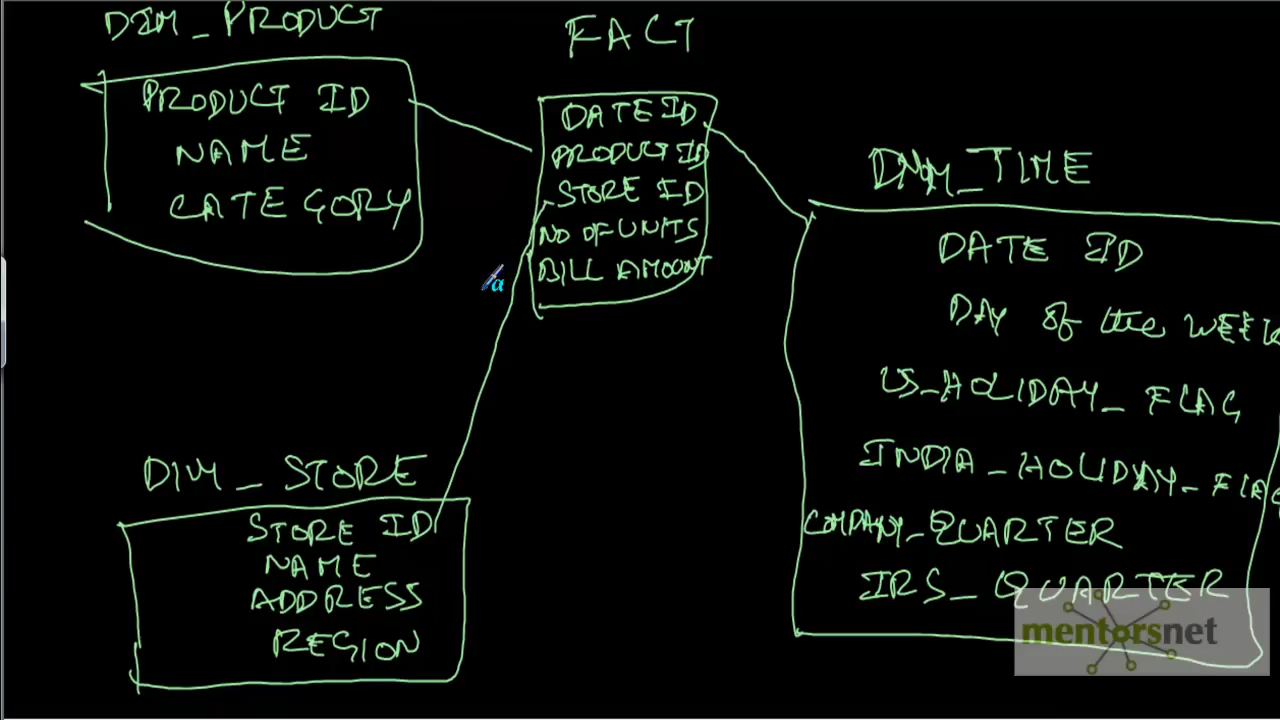 DIM_PRODUCT
PRODUCT ID
NAME
CATEGORY
FACT
DATE ID
PRODUCT ID
STORE ID
NO OF UNITS
BILL AMOUNT
DIM_TIME
DATE ID
DAY of the WEEK
US_HOLIDAY_FLAG
INDIA_HOLIDAY_FLAG
COMPANY_QUARTER
IRS_QUARTER
DIM_STORE
STORE ID
NAME
ADDRESS
REGION
a
mentorsnet